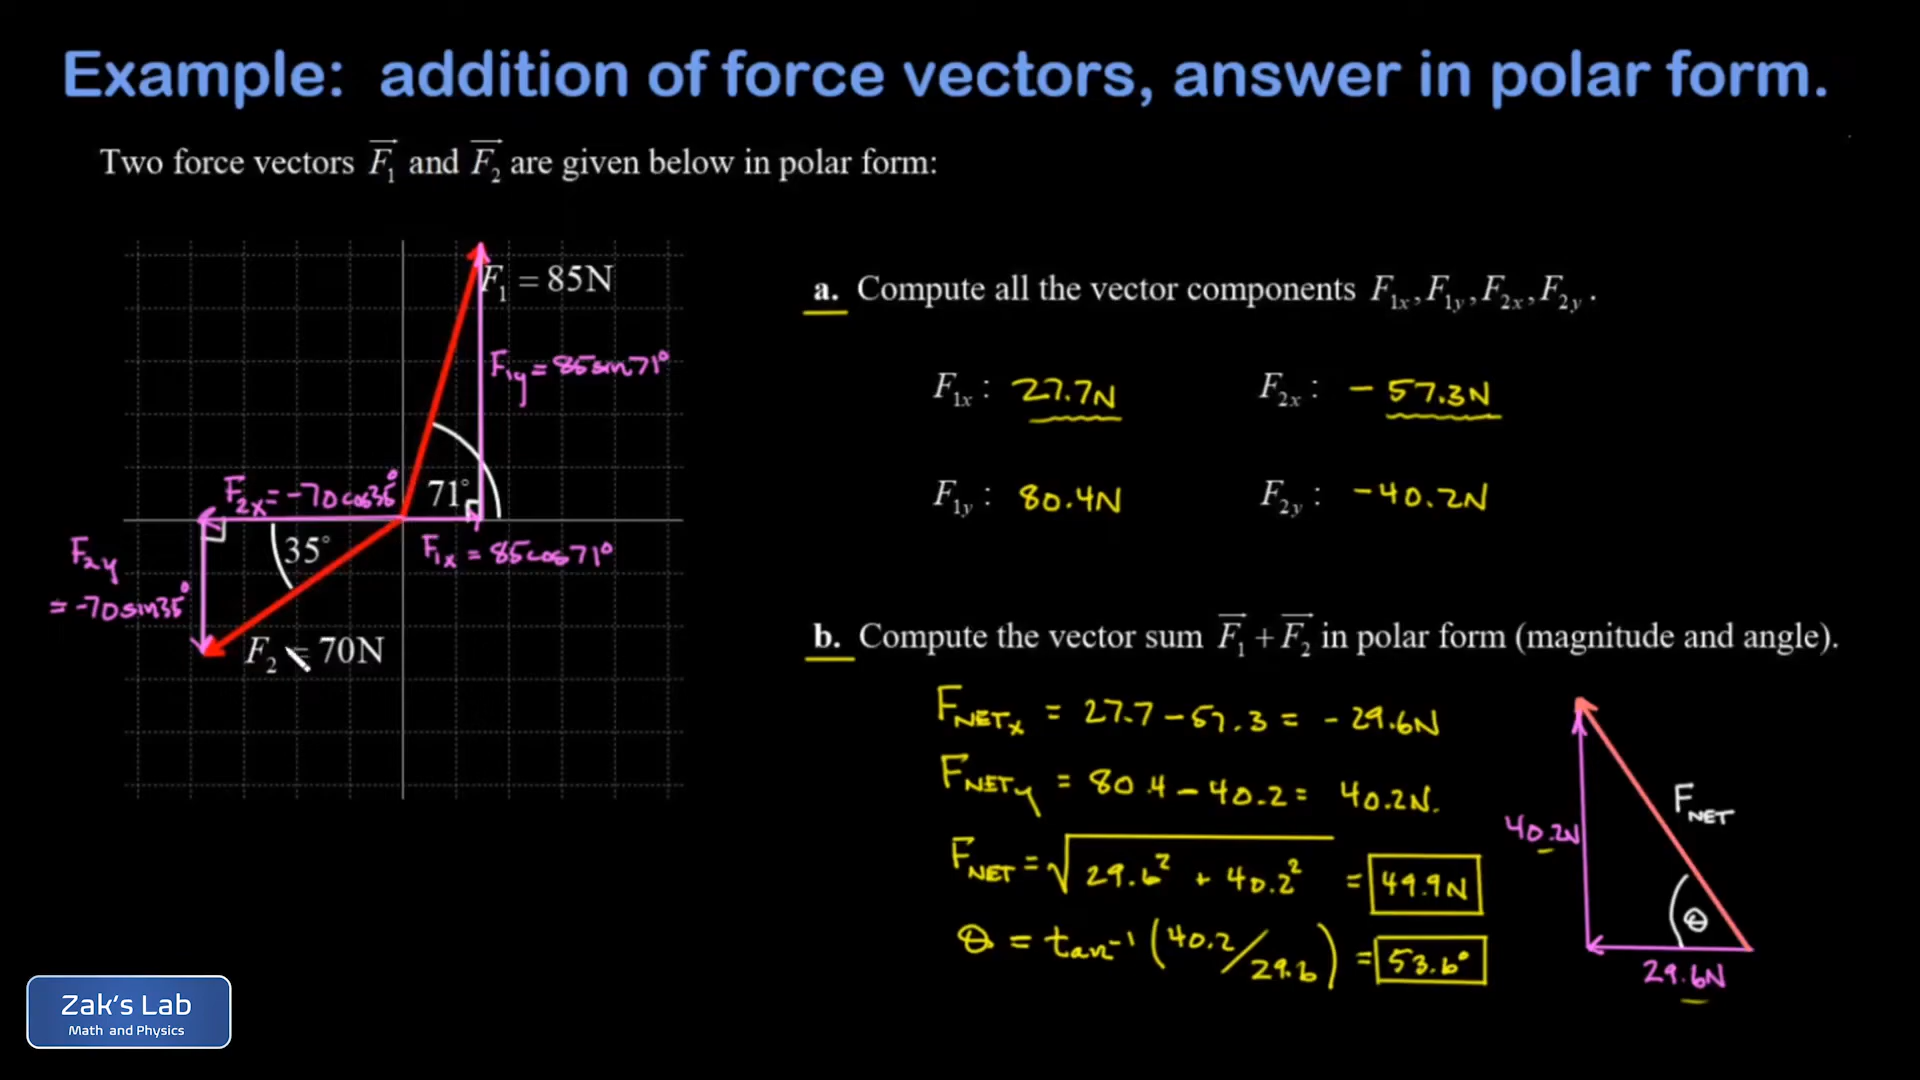 Example: addition of force vectors, answer in polar form.
Two force vectors F₁ and F₂ are given below in polar form:
F₁ = 85N
F₁y = 85sin71°
71°
F₂x = -70cos35°
F₁x = 85cos71°
35°
F₂y
= -70sin35°
F₂ = 70N
a. Compute all the vector components F₁x, F₁y, F₂x, F₂y.
F₁x: 27.7N F₂x: -57.3N
F₁y: 80.4N F₂y: -40.2N
b. Compute the vector sum F₁ + F₂ in polar form (magnitude and angle).
FNETx = 27.7 - 57.3 = -29.6N
FNETy = 80.4 - 40.2 = 40.2N.
FNET = √29.6² + 40.2² = 49.9N
θ = tan⁻¹(40.2/29.6) = 53.6°
FNET
40.2N
θ
29.6N
Zak's Lab
Math and Physics